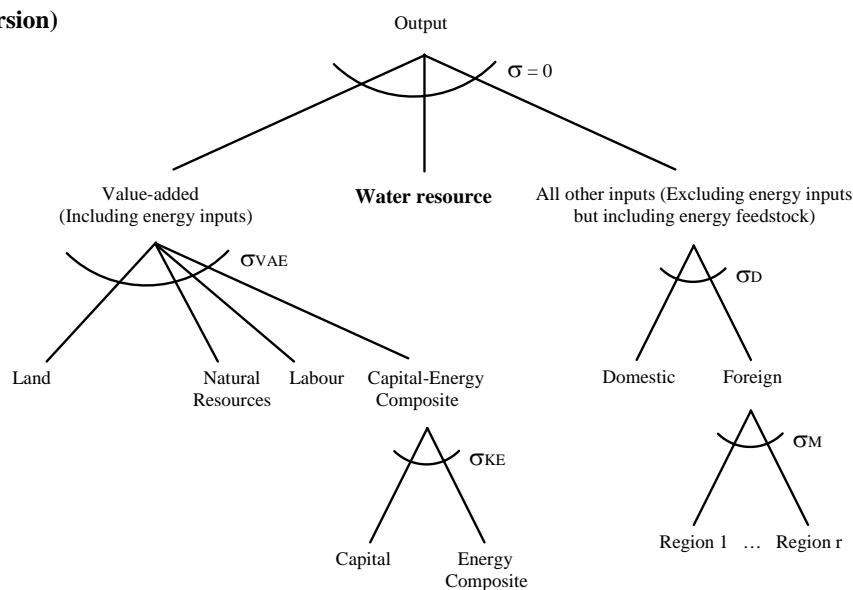 rsion)
Output
σ = 0
Value-added
(Including energy inputs)
Water resource
All other inputs (Excluding energy inputs
but including energy feedstock)
σVAE
σD
Land
Natural
Resources
Labour
Capital-Energy
Composite
Domestic
Foreign
σKE
σM
Capital
Energy
Composite
Region 1 … Region r